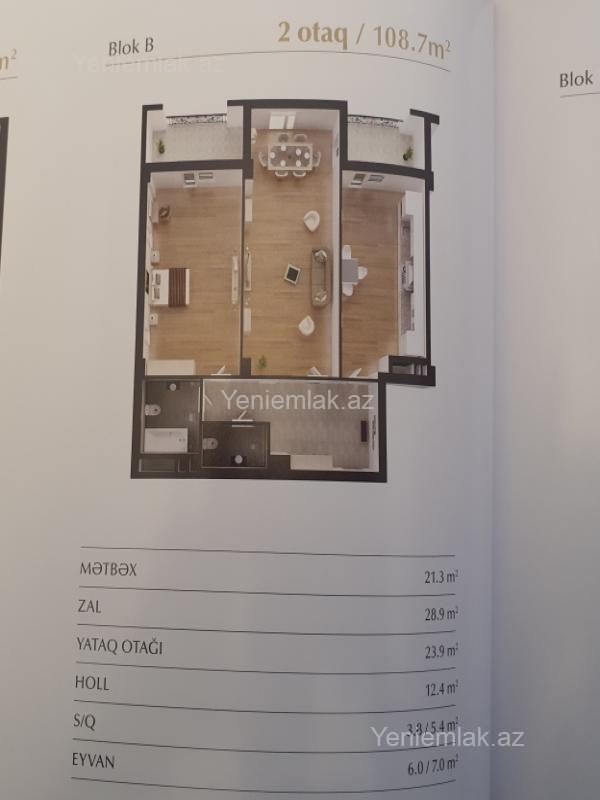 m²
Blok B
2 otaq / 108.7m²
Blok
Yeniemlak.az
Yeniemlak.az
MƏTBƏX 21.3 m²
ZAL 28.9 m²
YATAQ OTAĞI 23.9 m²
HOLL 12.4 m²
S/Q 3.8 / 5.4 m²
Yeniemlak.az
EYVAN 6.0 / 7.0 m²